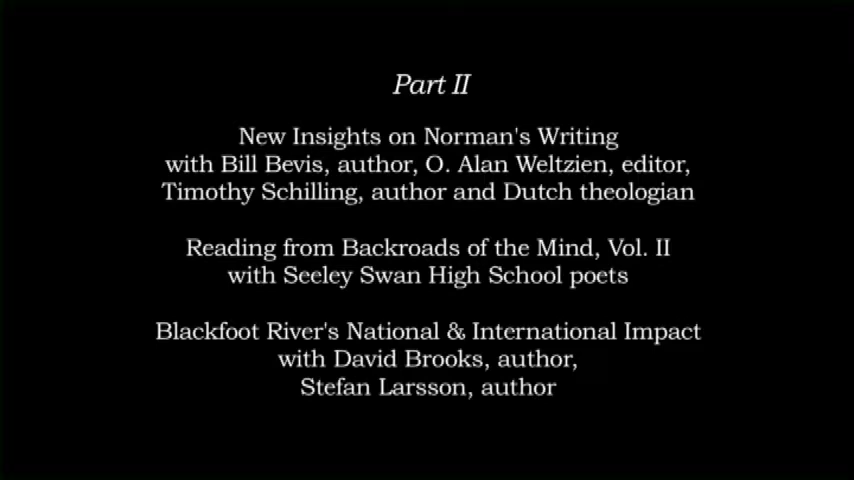 Part II
New Insights on Norman's Writing
with Bill Bevis, author, O. Alan Weltzien, editor,
Timothy Schilling, author and Dutch theologian
Reading from Backroads of the Mind, Vol. II
with Seeley Swan High School poets
Blackfoot River's National & International Impact
with David Brooks, author,
Stefan Larsson, author